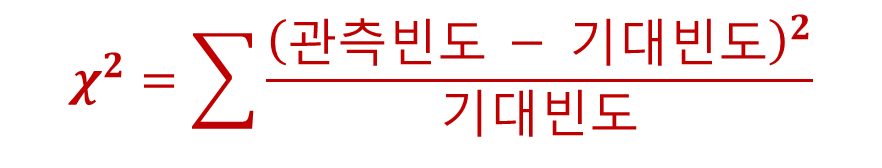 χ² = ∑ (관측빈도 − 기대빈도)² / 기대빈도